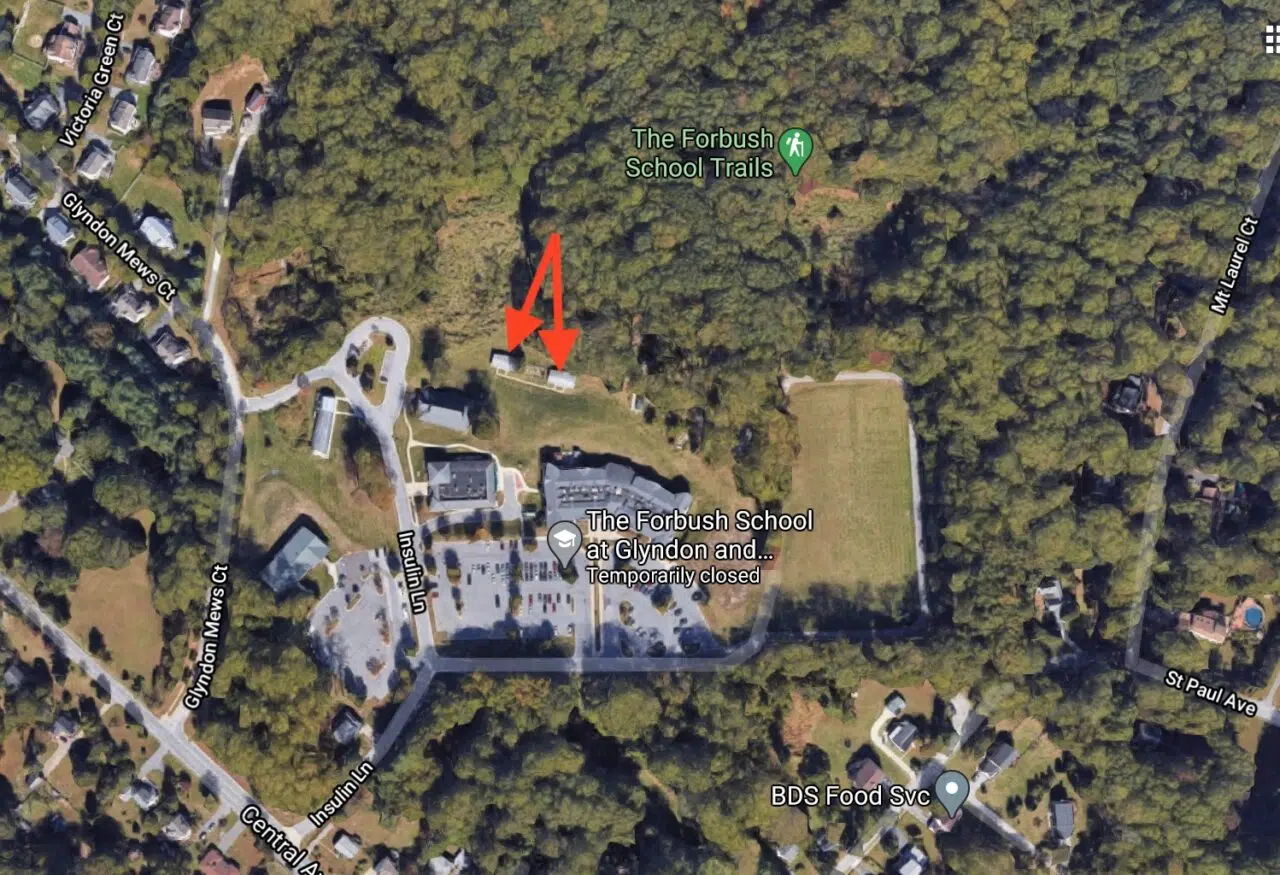 Victoria Green Ct
The Forbush
School Trails
Glyndon Mews Ct
Mt Laurel Ct
The Forbush School
at Glyndon and...
Temporarily closed
Insulin Ln
Glyndon Mews Ct
St Paul Ave
BDS Food Svc
Insulin Ln
Central A